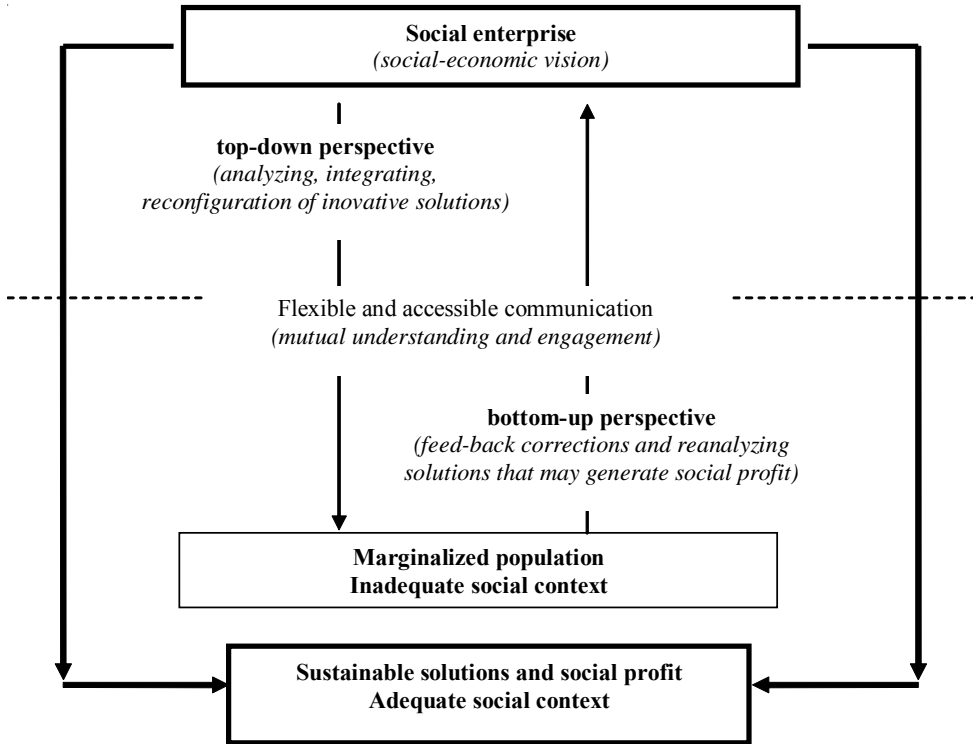 Social enterprise
(social-economic vision)
top-down perspective
(analyzing, integrating,
reconfiguration of inovative solutions)
Flexible and accessible communication
(mutual understanding and engagement)
bottom-up perspective
(feed-back corrections and reanalyzing
solutions that may generate social profit)
Marginalized population
Inadequate social context
Sustainable solutions and social profit
Adequate social context